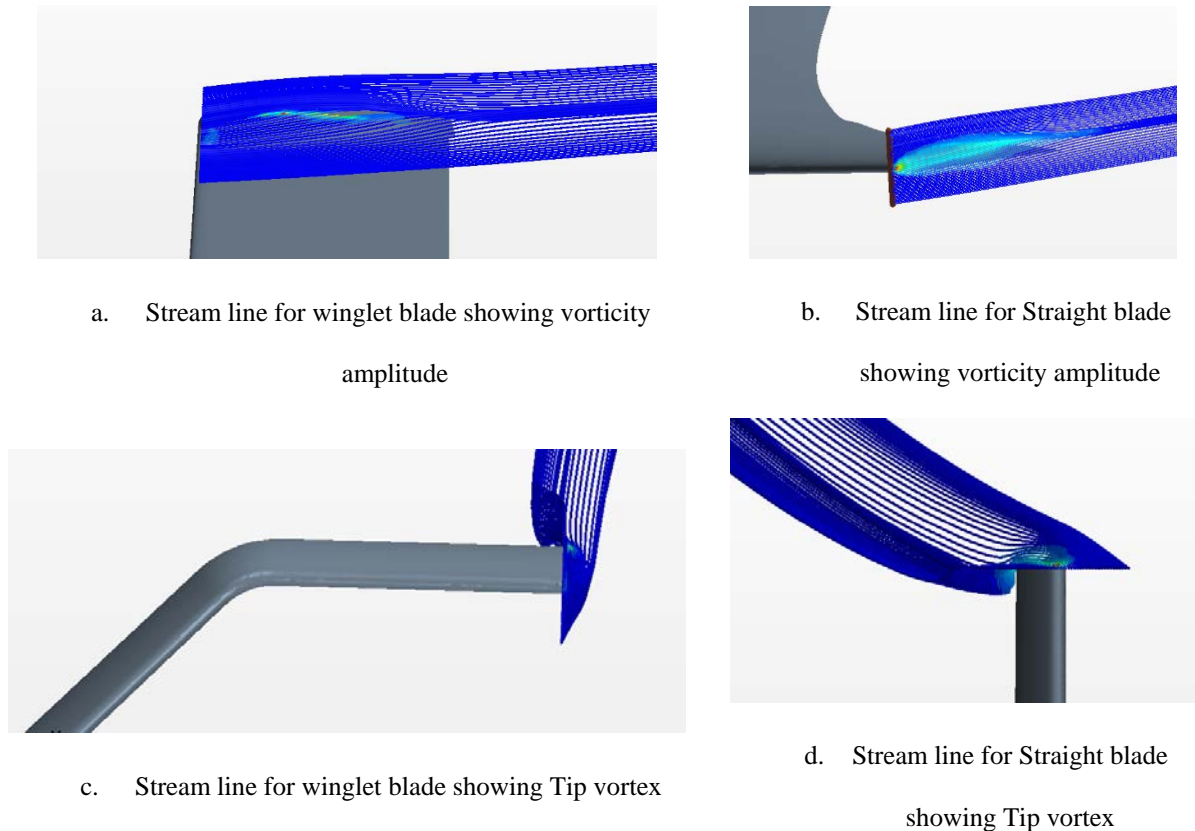 a. Stream line for winglet blade showing vorticity
amplitude
b. Stream line for Straight blade
showing vorticity amplitude
c. Stream line for winglet blade showing Tip vortex
d. Stream line for Straight blade
showing Tip vortex